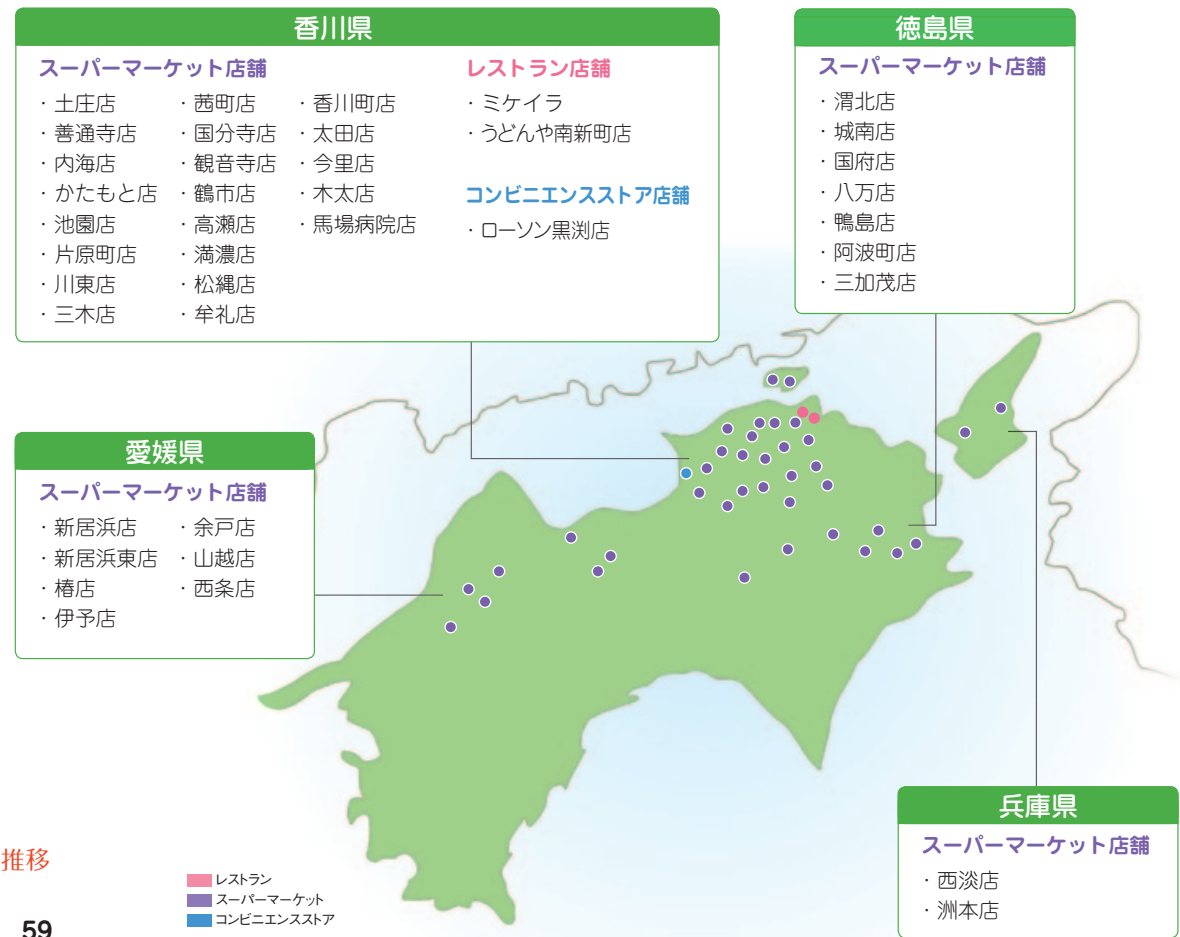 香川県
スーパーマーケット店舗
・土庄店
・善通寺店
・内海店
・かたもと店
・池園店
・片原町店
・川東店
・三木店
・茜町店
・国分寺店
・観音寺店
・鶴市店
・高瀬店
・満濃店
・松縄店
・牟礼店
・香川町店
・太田店
・今里店
・木太店
・馬場病院店
レストラン店舗
・ミケイラ
・うどんや南新町店
コンビニエンスストア店舗
・ローソン黒渕店
徳島県
スーパーマーケット店舗
・渭北店
・城南店
・国府店
・八万店
・鴨島店
・阿波町店
・三加茂店
愛媛県
スーパーマーケット店舗
・新居浜店
・新居浜東店
・椿店
・伊予店
・余戸店
・山越店
・西条店
兵庫県
スーパーマーケット店舗
・西淡店
・洲本店
推移
レストラン
スーパーマーケット
コンビニエンスストア
59